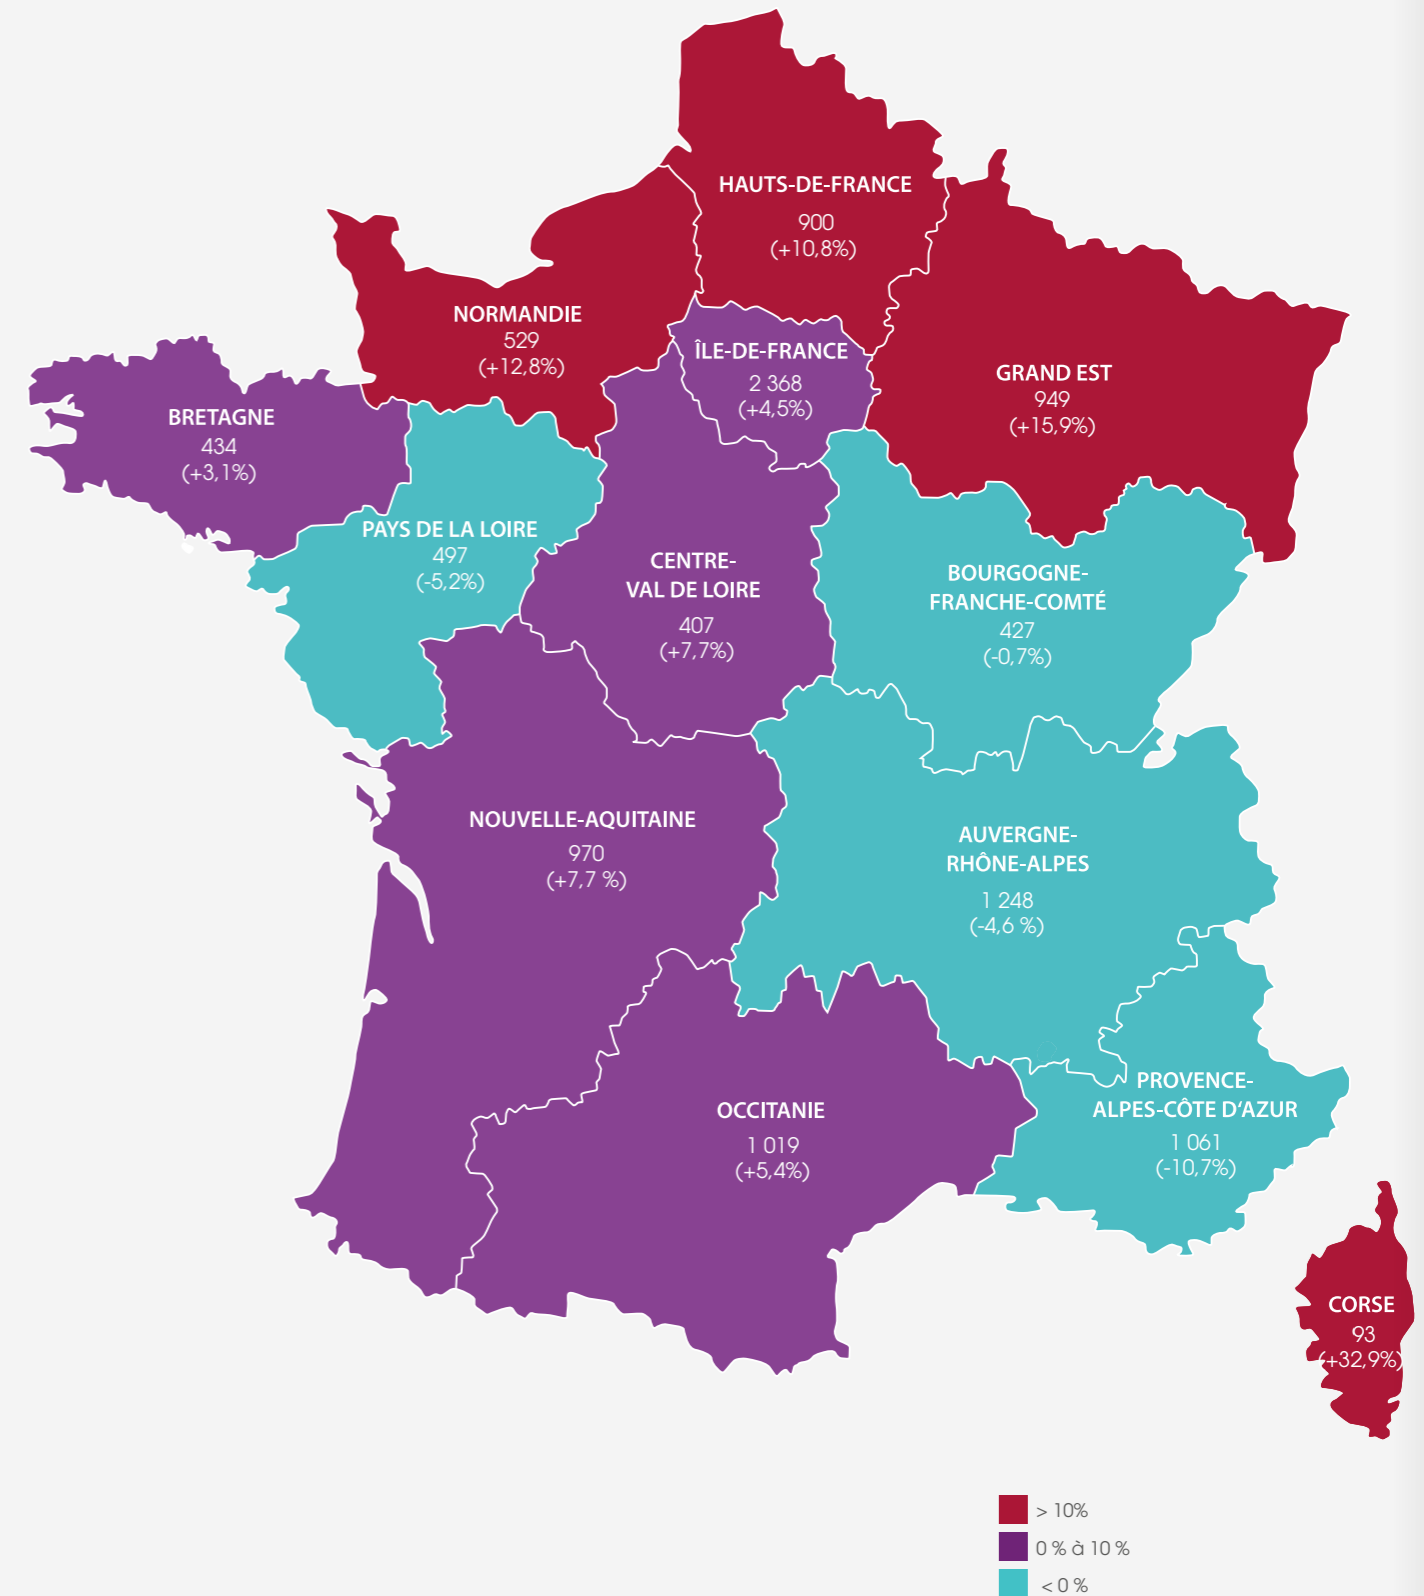 HAUTS-DE-FRANCE
900
(+10,8%)
NORMANDIE
529
(+12,8%)
ÎLE-DE-FRANCE
2 368
(+4,5%)
GRAND EST
949
(+15,9%)
BRETAGNE
434
(+3,1%)
PAYS DE LA LOIRE
497
(-5,2%)
CENTRE-
VAL DE LOIRE
407
(+7,7%)
BOURGOGNE-
FRANCHE-COMTÉ
427
(-0,7%)
NOUVELLE-AQUITAINE
970
(+7,7 %)
AUVERGNE-
RHÔNE-ALPES
1 248
(-4,6 %)
OCCITANIE
1 019
(+5,4%)
PROVENCE-
ALPES-CÔTE D‘AZUR
1 061
(-10,7%)
CORSE
93
(+32,9%)
> 10%
0 % à 10 %
< 0 %